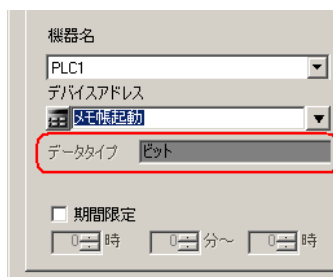 機器名
PLC1
デバイスアドレス
メモ帳起動
データタイプ ビット
期間限定
0 時 0 分～ 0 時